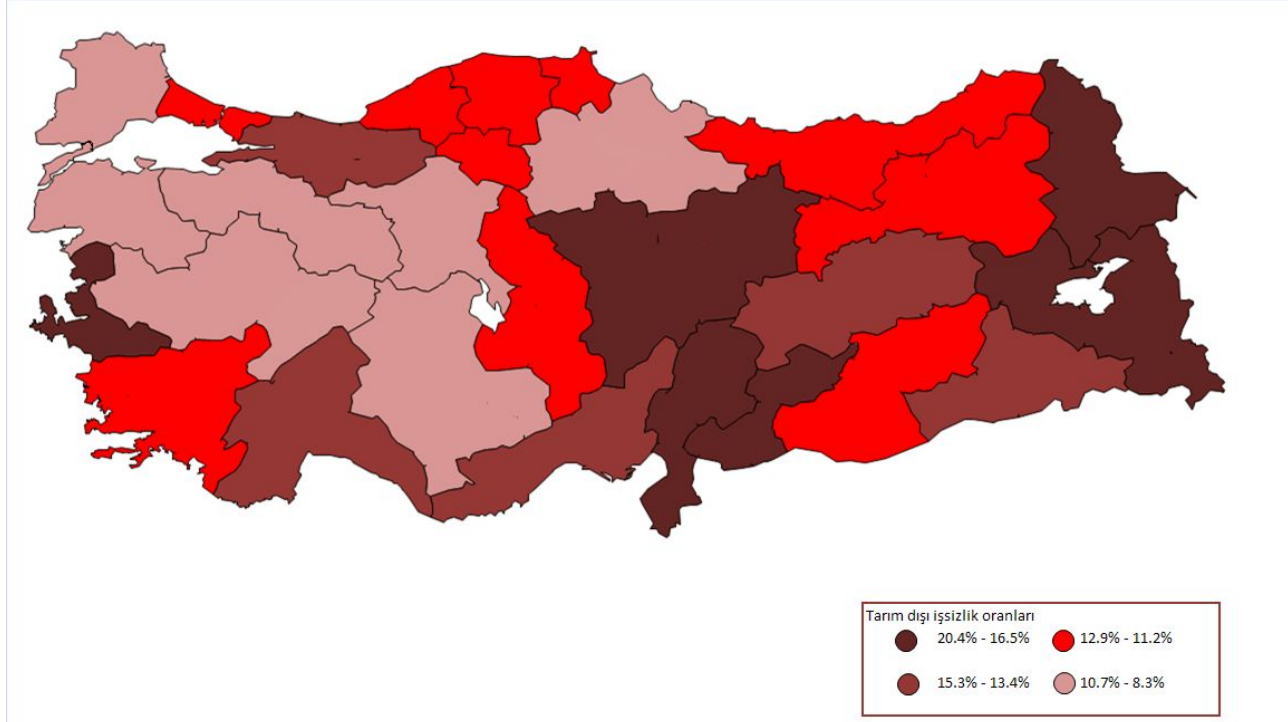 Tarım dışı işsizlik oranları
20.4% - 16.5% 12.9% - 11.2%
15.3% - 13.4% 10.7% - 8.3%